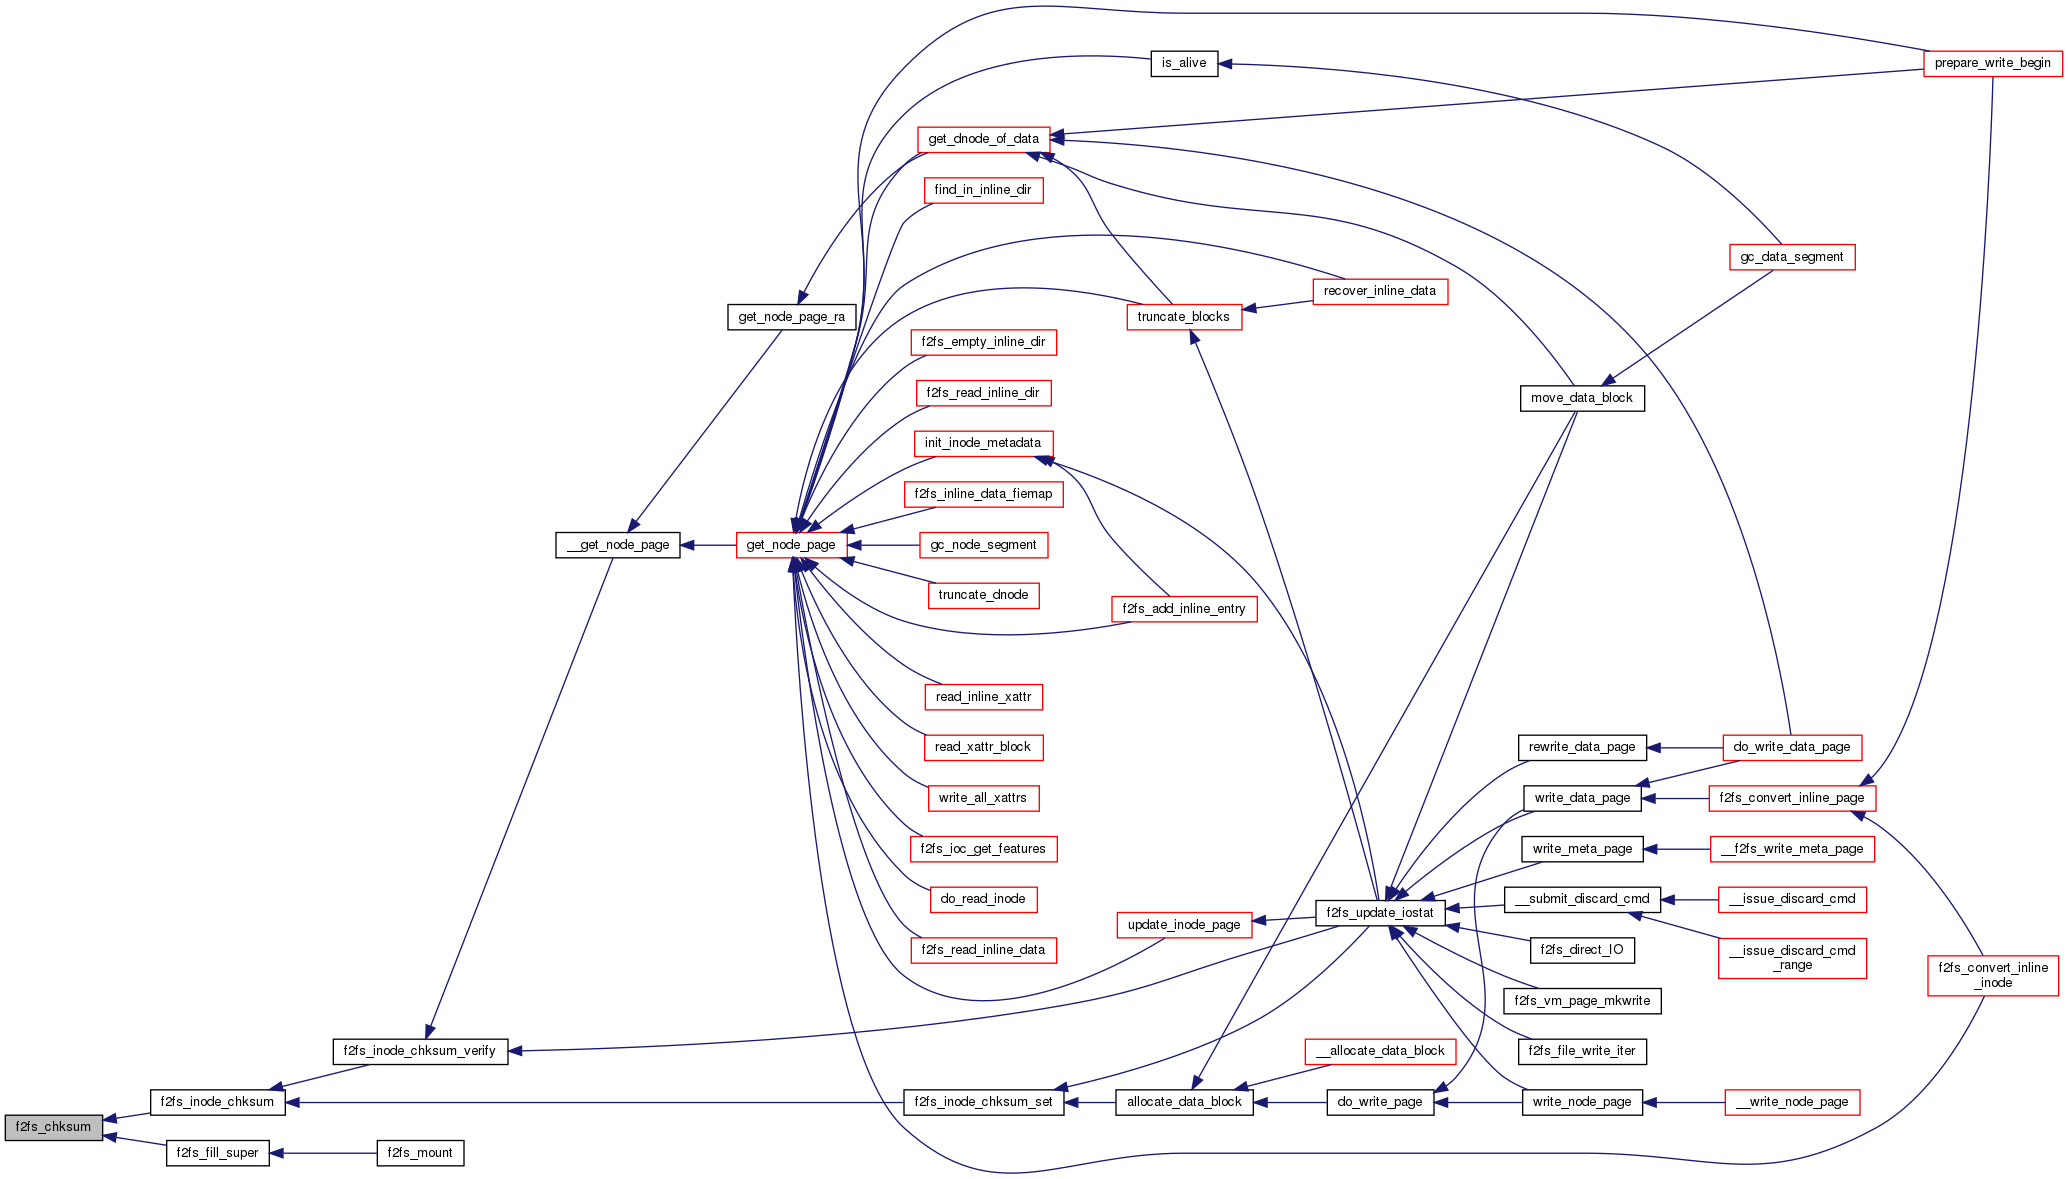 is_alive
prepare_write_begin
get_dnode_of_data
find_in_inline_dir
gc_data_segment
recover_inline_data
get_node_page_ra
truncate_blocks
f2fs_empty_inline_dir
f2fs_read_inline_dir
move_data_block
init_inode_metadata
f2fs_inline_data_fiemap
__get_node_page
get_node_page
gc_node_segment
truncate_dnode
f2fs_add_inline_entry
read_inline_xattr
read_xattr_block
rewrite_data_page
do_write_data_page
write_all_xattrs
write_data_page
f2fs_convert_inline_page
f2fs_ioc_get_features
write_meta_page
__f2fs_write_meta_page
do_read_inode
__submit_discard_cmd
__issue_discard_cmd
f2fs_update_iostat
update_inode_page
f2fs_read_inline_data
f2fs_direct_IO
__issue_discard_cmd
_range
f2fs_convert_inline
_inode
f2fs_vm_page_mkwrite
f2fs_inode_chksum_verify
__allocate_data_block
f2fs_file_write_iter
f2fs_inode_chksum
f2fs_inode_chksum_set
allocate_data_block
do_write_page
write_node_page
__write_node_page
f2fs_chksum
f2fs_fill_super
f2fs_mount